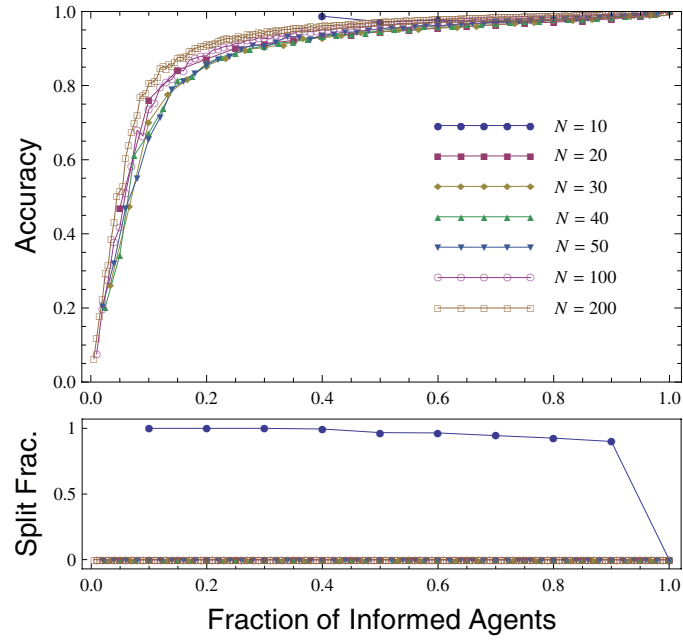 1.0
0.8
0.6
0.4
0.2
0.0
Accuracy
N = 10
N = 20
N = 30
N = 40
N = 50
N = 100
N = 200
0.0 0.2 0.4 0.6 0.8 1.0
1
0.5
0
Split Frac.
0.0 0.2 0.4 0.6 0.8 1.0
Fraction of Informed Agents